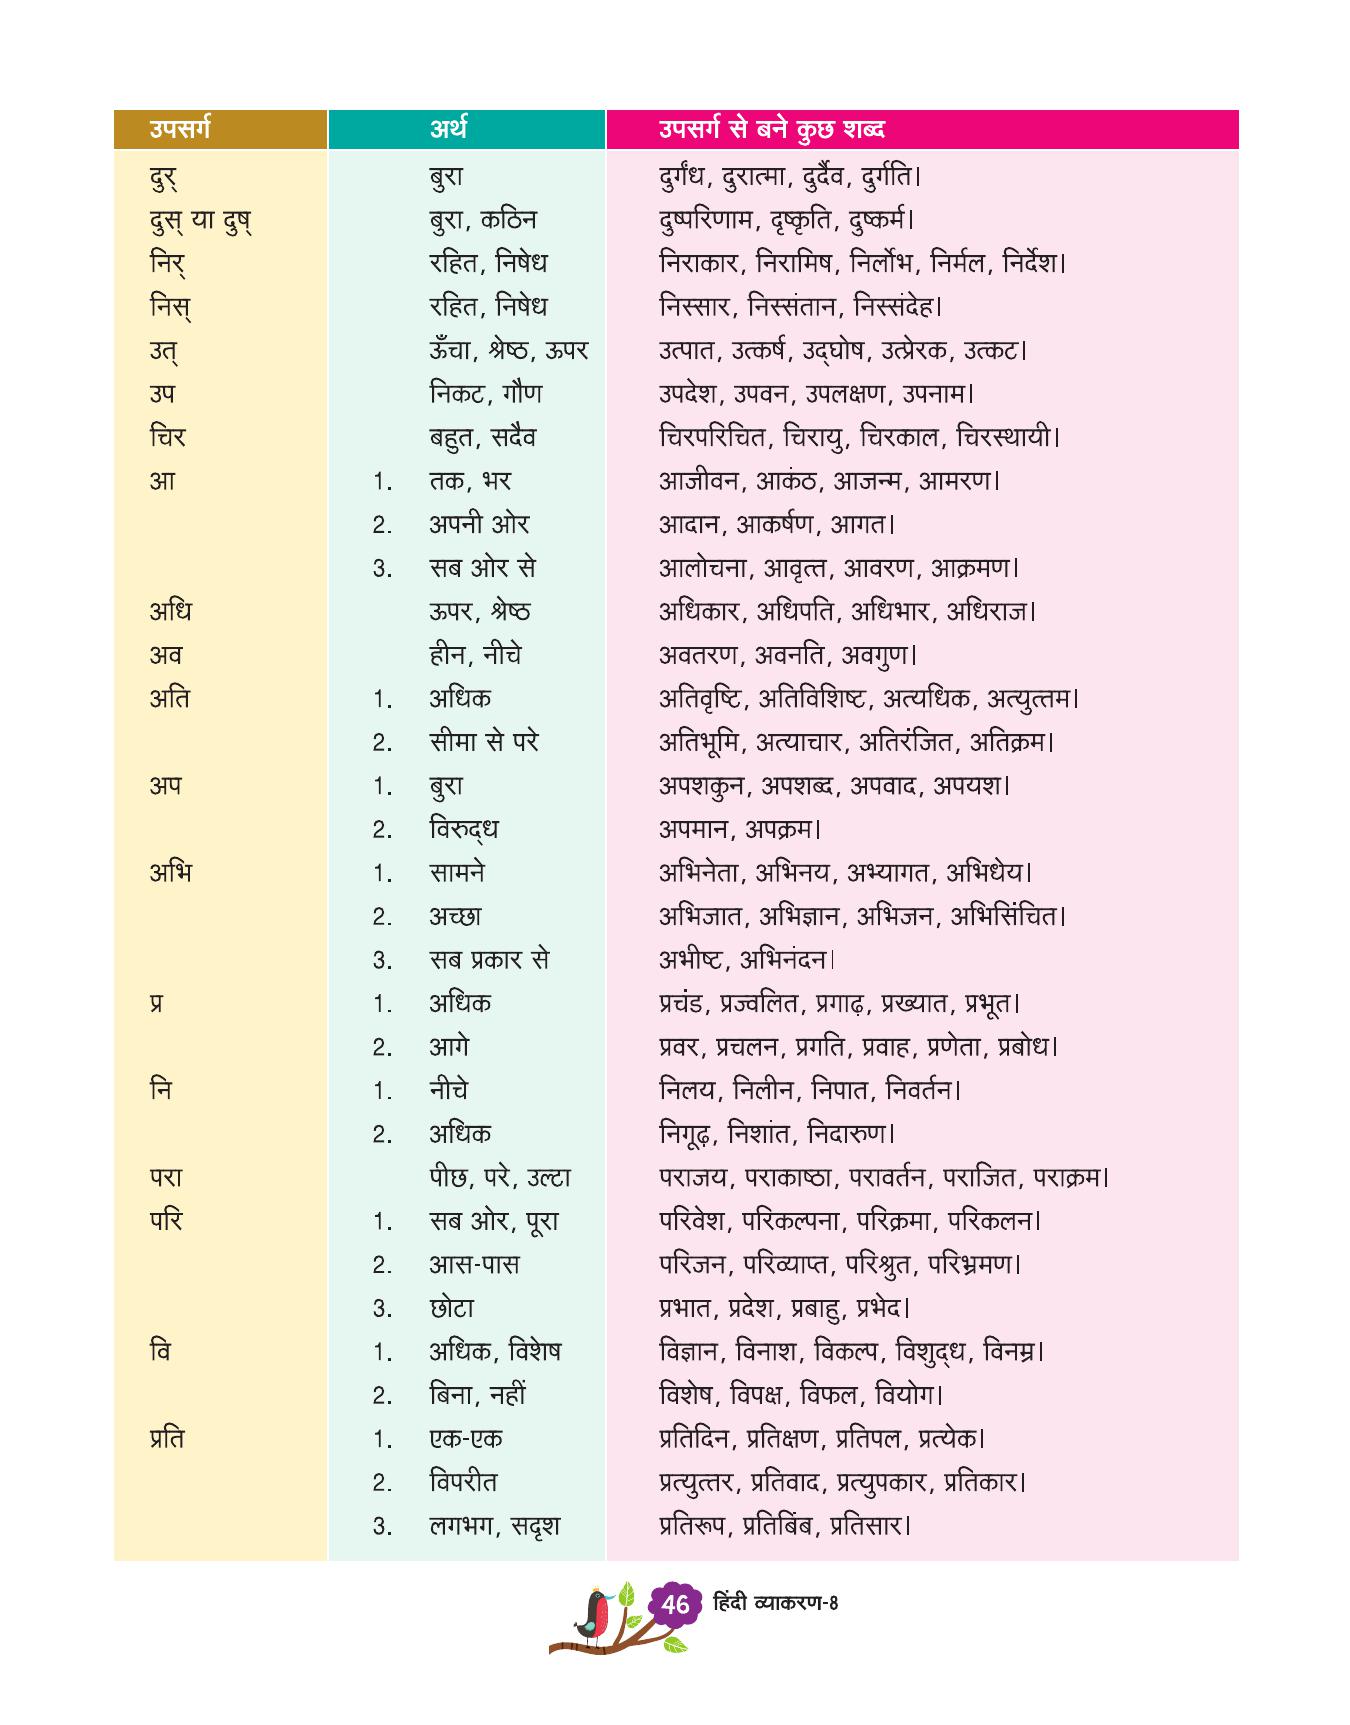 उपसर्ग अर्थ उपसर्ग से बने कुछ शब्द
दुर् बुरा दुर्गंध, दुरात्मा, दुर्दैव, दुर्गति।
दुस् या दुष् बुरा, कठिन दुष्परिणाम, दृष्कृति, दुष्कर्म।
निर् रहित, निषेध निराकार, निरामिष, निर्लोभ, निर्मल, निर्देश।
निस् रहित, निषेध निस्सार, निस्संतान, निस्संदेह।
उत् ऊँचा, श्रेष्ठ, ऊपर उत्पात, उत्कर्ष, उद्‌घोष, उत्प्रेरक, उत्कट।
उप निकट, गौण उपदेश, उपवन, उपलक्षण, उपनाम।
चिर बहुत, सदैव चिरपरिचित, चिरायु, चिरकाल, चिरस्थायी।
आ 1. तक, भर आजीवन, आकंठ, आजन्म, आमरण।
2. अपनी ओर आदान, आकर्षण, आगत।
3. सब ओर से आलोचना, आवृत्त, आवरण, आक्रमण।
अधि ऊपर, श्रेष्ठ अधिकार, अधिपति, अधिभार, अधिराज।
अव हीन, नीचे अवतरण, अवनति, अवगुण।
अति 1. अधिक अतिवृष्टि, अतिविशिष्ट, अत्यधिक, अत्युत्तम।
2. सीमा से परे अतिभूमि, अत्याचार, अतिरंजित, अतिक्रम।
अप 1. बुरा अपशकुन, अपशब्द, अपवाद, अपयश।
2. विरुद्‌ध अपमान, अपक्रम।
अभि 1. सामने अभिनेता, अभिनय, अभ्यागत, अभिधेय।
2. अच्छा अभिजात, अभिज्ञान, अभिजन, अभिसिंचित।
3. सब प्रकार से अभीष्ट, अभिनंदन।
प्र 1. अधिक प्रचंड, प्रज्वलित, प्रगाढ़, प्रख्यात, प्रभूत।
2. आगे प्रवर, प्रचलन, प्रगति, प्रवाह, प्रणेता, प्रबोध।
नि 1. नीचे निलय, निलीन, निपात, निवर्तन।
2. अधिक निगूढ़, निशांत, निदारुण।
परा पीछ, परे, उल्टा पराजय, पराकाष्ठा, परावर्तन, पराजित, पराक्रम।
परि 1. सब ओर, पूरा परिवेश, परिकल्पना, परिक्रमा, परिकलन।
2. आस-पास परिजन, परिव्याप्त, परिश्रुत, परिभ्रमण।
3. छोटा प्रभात, प्रदेश, प्रबाहु, प्रभेद।
वि 1. अधिक, विशेष विज्ञान, विनाश, विकल्प, विशुद्‌ध, विनम्र।
2. बिना, नहीं विशेष, विपक्ष, विफल, वियोग।
प्रति 1. एक-एक प्रतिदिन, प्रतिक्षण, प्रतिपल, प्रत्येक।
2. विपरीत प्रत्युत्तर, प्रतिवाद, प्रत्युपकार, प्रतिकार।
3. लगभग, सदृश प्रतिरूप, प्रतिबिंब, प्रतिसार।
46 हिंदी व्याकरण-8